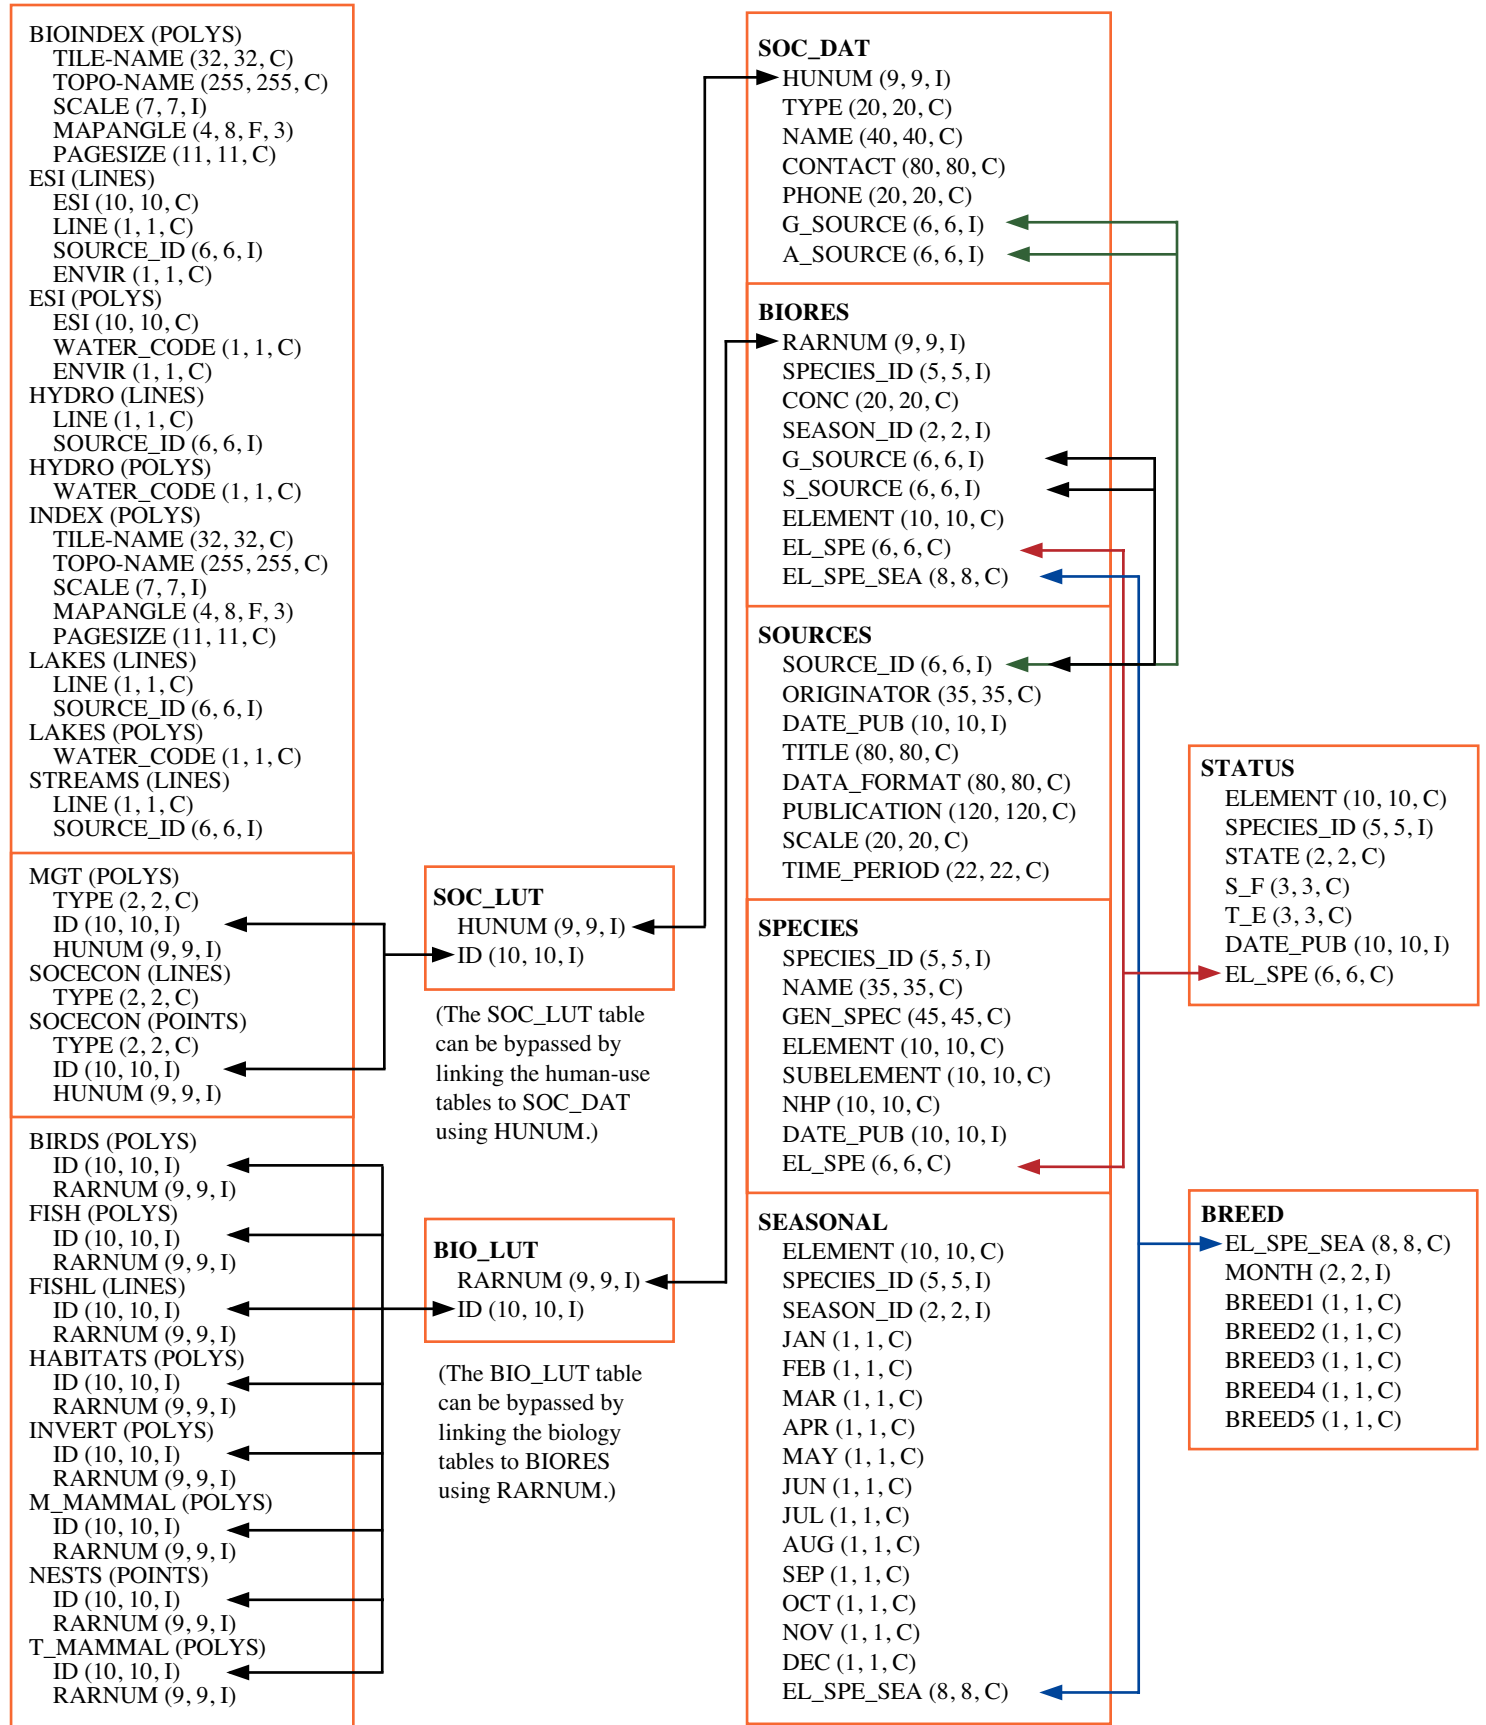 BIOINDEX (POLYS)
TILE-NAME (32, 32, C)
TOPO-NAME (255, 255, C)
SCALE (7, 7, I)
MAPANGLE (4, 8, F, 3)
PAGESIZE (11, 11, C)
ESI (LINES)
ESI (10, 10, C)
LINE (1, 1, C)
SOURCE_ID (6, 6, I)
ENVIR (1, 1, C)
ESI (POLYS)
ESI (10, 10, C)
WATER_CODE (1, 1, C)
ENVIR (1, 1, C)
HYDRO (LINES)
LINE (1, 1, C)
SOURCE_ID (6, 6, I)
HYDRO (POLYS)
WATER_CODE (1, 1, C)
INDEX (POLYS)
TILE-NAME (32, 32, C)
TOPO-NAME (255, 255, C)
SCALE (7, 7, I)
MAPANGLE (4, 8, F, 3)
PAGESIZE (11, 11, C)
LAKES (LINES)
LINE (1, 1, C)
SOURCE_ID (6, 6, I)
LAKES (POLYS)
WATER_CODE (1, 1, C)
STREAMS (LINES)
LINE (1, 1, C)
SOURCE_ID (6, 6, I)
MGT (POLYS)
TYPE (2, 2, C)
ID (10, 10, I)
HUNUM (9, 9, I)
SOCECON (LINES)
TYPE (2, 2, C)
SOCECON (POINTS)
TYPE (2, 2, C)
ID (10, 10, I)
HUNUM (9, 9, I)
BIRDS (POLYS)
ID (10, 10, I)
RARNUM (9, 9, I)
FISH (POLYS)
ID (10, 10, I)
RARNUM (9, 9, I)
FISHL (LINES)
ID (10, 10, I)
RARNUM (9, 9, I)
HABITATS (POLYS)
ID (10, 10, I)
RARNUM (9, 9, I)
INVERT (POLYS)
ID (10, 10, I)
RARNUM (9, 9, I)
M_MAMMAL (POLYS)
ID (10, 10, I)
RARNUM (9, 9, I)
NESTS (POINTS)
ID (10, 10, I)
RARNUM (9, 9, I)
T_MAMMAL (POLYS)
ID (10, 10, I)
RARNUM (9, 9, I)
SOC_LUT
HUNUM (9, 9, I)
ID (10, 10, I)
(The SOC_LUT table
can be bypassed by
linking the human-use
tables to SOC_DAT
using HUNUM.)
BIO_LUT
RARNUM (9, 9, I)
ID (10, 10, I)
(The BIO_LUT table
can be bypassed by
linking the biology
tables to BIORES
using RARNUM.)
SOC_DAT
HUNUM (9, 9, I)
TYPE (20, 20, C)
NAME (40, 40, C)
CONTACT (80, 80, C)
PHONE (20, 20, C)
G_SOURCE (6, 6, I)
A_SOURCE (6, 6, I)
BIORES
RARNUM (9, 9, I)
SPECIES_ID (5, 5, I)
CONC (20, 20, C)
SEASON_ID (2, 2, I)
G_SOURCE (6, 6, I)
S_SOURCE (6, 6, I)
ELEMENT (10, 10, C)
EL_SPE (6, 6, C)
EL_SPE_SEA (8, 8, C)
SOURCES
SOURCE_ID (6, 6, I)
ORIGINATOR (35, 35, C)
DATE_PUB (10, 10, I)
TITLE (80, 80, C)
DATA_FORMAT (80, 80, C)
PUBLICATION (120, 120, C)
SCALE (20, 20, C)
TIME_PERIOD (22, 22, C)
SPECIES
SPECIES_ID (5, 5, I)
NAME (35, 35, C)
GEN_SPEC (45, 45, C)
ELEMENT (10, 10, C)
SUBELEMENT (10, 10, C)
NHP (10, 10, C)
DATE_PUB (10, 10, I)
EL_SPE (6, 6, C)
SEASONAL
ELEMENT (10, 10, C)
SPECIES_ID (5, 5, I)
SEASON_ID (2, 2, I)
JAN (1, 1, C)
FEB (1, 1, C)
MAR (1, 1, C)
APR (1, 1, C)
MAY (1, 1, C)
JUN (1, 1, C)
JUL (1, 1, C)
AUG (1, 1, C)
SEP (1, 1, C)
OCT (1, 1, C)
NOV (1, 1, C)
DEC (1, 1, C)
EL_SPE_SEA (8, 8, C)
STATUS
ELEMENT (10, 10, C)
SPECIES_ID (5, 5, I)
STATE (2, 2, C)
S_F (3, 3, C)
T_E (3, 3, C)
DATE_PUB (10, 10, I)
EL_SPE (6, 6, C)
BREED
EL_SPE_SEA (8, 8, C)
MONTH (2, 2, I)
BREED1 (1, 1, C)
BREED2 (1, 1, C)
BREED3 (1, 1, C)
BREED4 (1, 1, C)
BREED5 (1, 1, C)